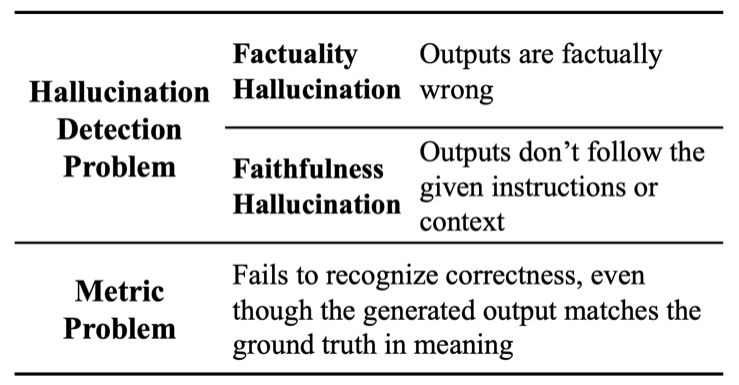 Hallucination
Detection
Problem
Factuality
Hallucination
Outputs are factually
wrong
Faithfulness
Hallucination
Outputs don’t follow the
given instructions or
context
Metric
Problem
Fails to recognize correctness, even
though the generated output matches the
ground truth in meaning